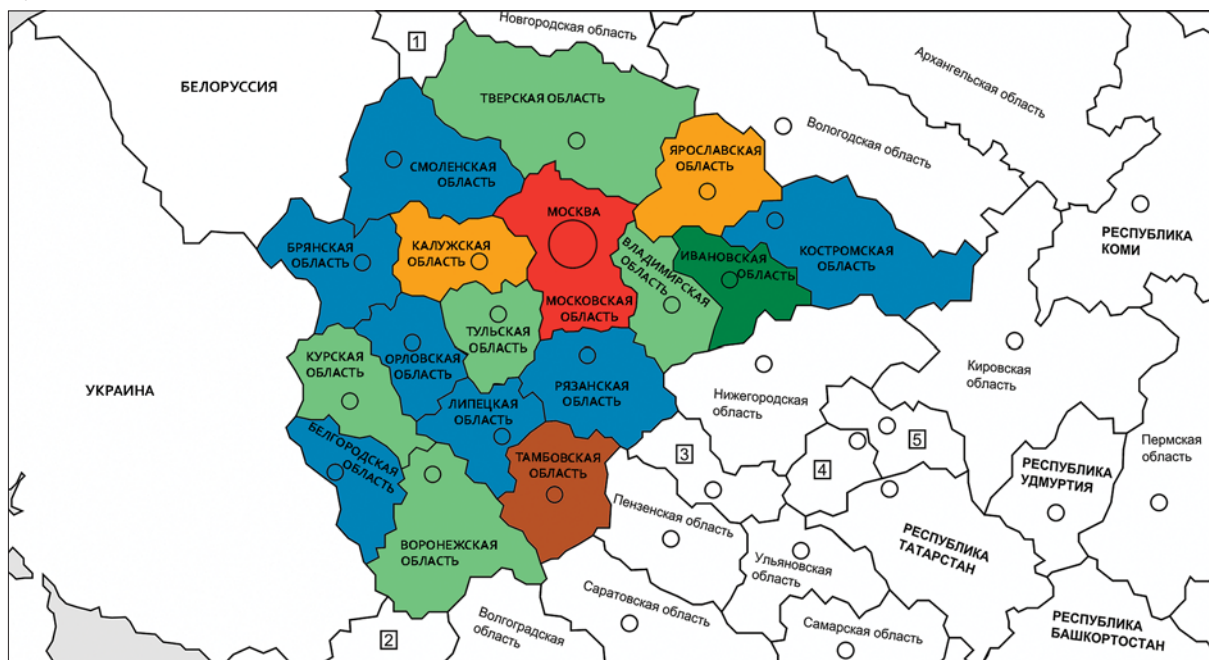 1
Новгородская область
БЕЛОРУССИЯ
Архангельская область
ТВЕРСКАЯ ОБЛАСТЬ
Вологодская область
ЯРОСЛАВСКАЯ
ОБЛАСТЬ
СМОЛЕНСКАЯ
ОБЛАСТЬ
МОСКВА
РЕСПУБЛИКА
КОМИ
БРЯНСКАЯ
ОБЛАСТЬ
КАЛУЖСКАЯ
ОБЛАСТЬ
ВЛАДИМИРСКАЯ
ОБЛАСТЬ
ИВАНОВСКАЯ
ОБЛАСТЬ
КОСТРОМСКАЯ
ОБЛАСТЬ
МОСКОВСКАЯ
ОБЛАСТЬ
ТУЛЬСКАЯ
ОБЛАСТЬ
КУРСКАЯ
ОБЛАСТЬ
ОРЛОВСКАЯ
ОБЛАСТЬ
РЯЗАНСКАЯ
ОБЛАСТЬ
УКРАИНА
Нижегородская
область
Кировская
область
ЛИПЕЦКАЯ
ОБЛАСТЬ
БЕЛГОРОДСКАЯ
ОБЛАСТЬ
ТАМБОВСКАЯ
ОБЛАСТЬ
3
4
5
Пермская
область
РЕСПУБЛИКА
УДМУРТИЯ
Пензенская область
РЕСПУБЛИКА
ТАТАРСТАН
ВОРОНЕЖСКАЯ
ОБЛАСТЬ
Ульяновская
область
2
Волгоградская
область
Саратовская область
Самарская область
РЕСПУБЛИКА
БАШКОРТОСТАН